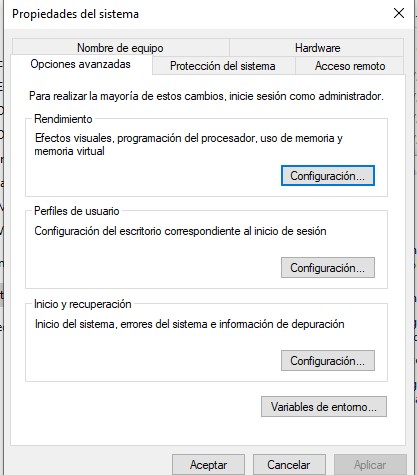 Propiedades del sistema
Nombre de equipo
Hardware
Opciones avanzadas
Protección del sistema
Acceso remoto
Para realizar la mayoría de estos cambios, inicie sesión como administrador.
Rendimiento
Efectos visuales, programación del procesador, uso de memoria y
memoria virtual
Configuración...
Perfiles de usuario
Configuración del escritorio correspondiente al inicio de sesión
Configuración...
Inicio y recuperación
Inicio del sistema, errores del sistema e información de depuración
Configuración...
Variables de entorno...
Aceptar
Cancelar
Aplicar